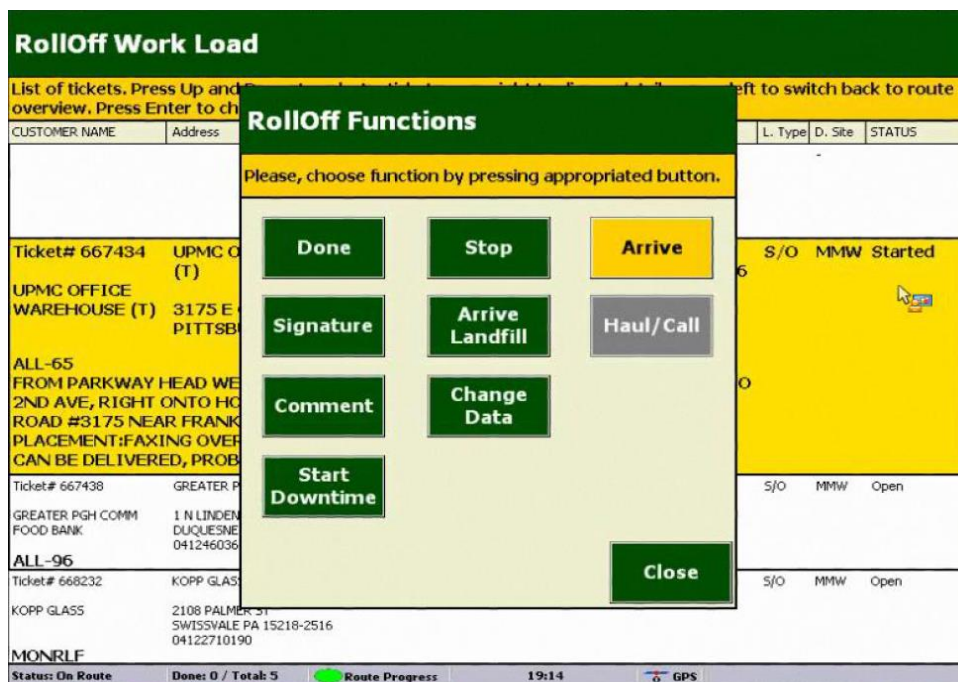 RollOff Work Load
List of tickets. Press Up and
eft to switch back to route
overview. Press Enter to ch
CUSTOMER NAME Address L. Type D. Site STATUS
-
RollOff Functions
Please, choose function by pressing appropriated button.
Done Stop Arrive
Signature Arrive Landfill Haul/Call
Comment Change Data
Start Downtime
Close
Ticket# 667434 UPMC O 6 S/O MMW Started
(T)
UPMC OFFICE
WAREHOUSE (T) 3175 E
PITTSB
ALL-65
FROM PARKWAY HEAD WE O
2ND AVE, RIGHT ONTO HO
ROAD #3175 NEAR FRANK
PLACEMENT:FAXING OVER
CAN BE DELIVERED, PROB
Ticket# 667438 GREATER P S/O MMW Open
GREATER PGH COMM 1 N LINDEN
FOOD BANK DUQUESNE
041246036
ALL-96
Ticket# 668232 KOPP GLAS S/O MMW Open
KOPP GLASS 2108 PALMER ST
SWISSVALE PA 15218-2516
04122710190
MONRLF
Status: On Route Done: 0 / Total: 5 Route Progress 19:14 GPS